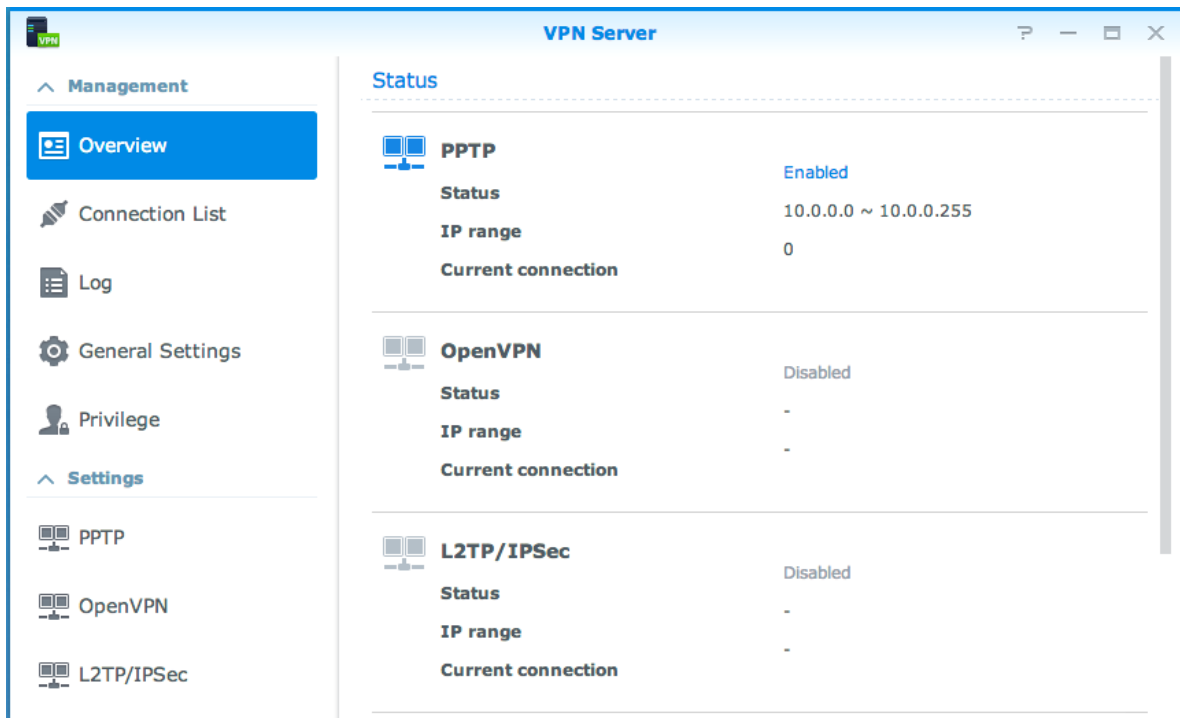 VPN
VPN Server
Management
Overview
Connection List
Log
General Settings
Privilege
Settings
PPTP
OpenVPN
L2TP/IPSec
Status
PPTP
Enabled
Status
10.0.0.0 ~ 10.0.0.255
IP range
0
Current connection
OpenVPN
Disabled
Status
-
IP range
-
Current connection
L2TP/IPSec
Disabled
Status
-
IP range
-
Current connection